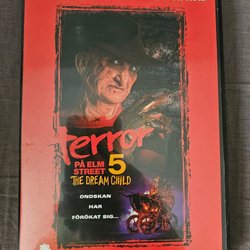 terror
PÅ ELM
STREET 5
THE DREAM CHILD
ONDSKAN
HAR
FÖRÖKAT SIG...